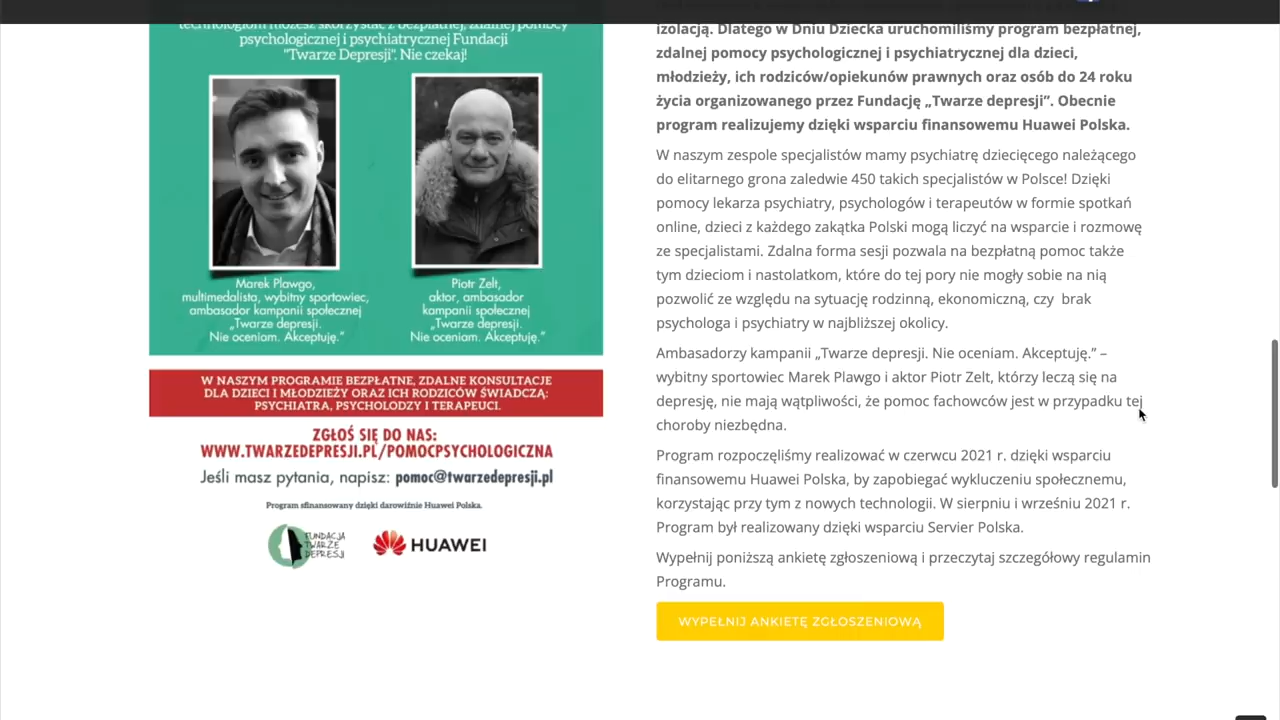 technologiom możesz skorzystać z bezpłatnej, zdalnej pomocy
psychologicznej i psychiatrycznej Fundacji
"Twarze Depresji". Nie czekaj!
Marek Plawgo,
multimedalista, wybitny sportowiec,
ambasador kampanii społecznej
„Twarze depresji.
Nie oceniam. Akceptuję.”
Piotr Zelt,
aktor, ambasador
kampanii społecznej
„Twarze depresji.
Nie oceniam. Akceptuję.”
W NASZYM PROGRAMIE BEZPŁATNE, ZDALNE KONSULTACJE
DLA DZIECI I MŁODZIEŻY ORAZ ICH RODZICÓW ŚWIADCZĄ:
PSYCHIATRA, PSYCHOLODZY I TERAPEUCI.
ZGŁOŚ SIĘ DO NAS:
WWW.TWARZEDEPRESJI.PL/POMOCPSYCHOLOGICZNA
Jeśli masz pytania, napisz: pomoc@twarzedepresji.pl
Program sfinansowany dzięki darowiźnie Huawei Polska.
FUNDACJA
TWARZE
DEPRESJI
HUAWEI
izolacją. Dlatego w Dniu Dziecka uruchomiliśmy program bezpłatnej,
zdalnej pomocy psychologicznej i psychiatrycznej dla dzieci,
młodzieży, ich rodziców/opiekunów prawnych oraz osób do 24 roku
życia organizowanego przez Fundację „Twarze depresji”. Obecnie
program realizujemy dzięki wsparciu finansowemu Huawei Polska.
W naszym zespole specjalistów mamy psychiatrę dziecięcego należącego
do elitarnego grona zaledwie 450 takich specjalistów w Polsce! Dzięki
pomocy lekarza psychiatry, psychologów i terapeutów w formie spotkań
online, dzieci z każdego zakątka Polski mogą liczyć na wsparcie i rozmowę
ze specjalistami. Zdalna forma sesji pozwala na bezpłatną pomoc także
tym dzieciom i nastolatkom, które do tej pory nie mogły sobie na nią
pozwolić ze względu na sytuację rodzinną, ekonomiczną, czy brak
psychologa i psychiatry w najbliższej okolicy.
Ambasadorzy kampanii „Twarze depresji. Nie oceniam. Akceptuję.” –
wybitny sportowiec Marek Plawgo i aktor Piotr Zelt, którzy leczą się na
depresję, nie mają wątpliwości, że pomoc fachowców jest w przypadku tej
choroby niezbędna.
Program rozpoczęliśmy realizować w czerwcu 2021 r. dzięki wsparciu
finansowemu Huawei Polska, by zapobiegać wykluczeniu społecznemu,
korzystając przy tym z nowych technologii. W sierpniu i wrześniu 2021 r.
Program był realizowany dzięki wsparciu Servier Polska.
Wypełnij poniższą ankietę zgłoszeniową i przeczytaj szczegółowy regulamin
Programu.
WYPEŁNIJ ANKIETĘ ZGŁOSZENIOWĄ